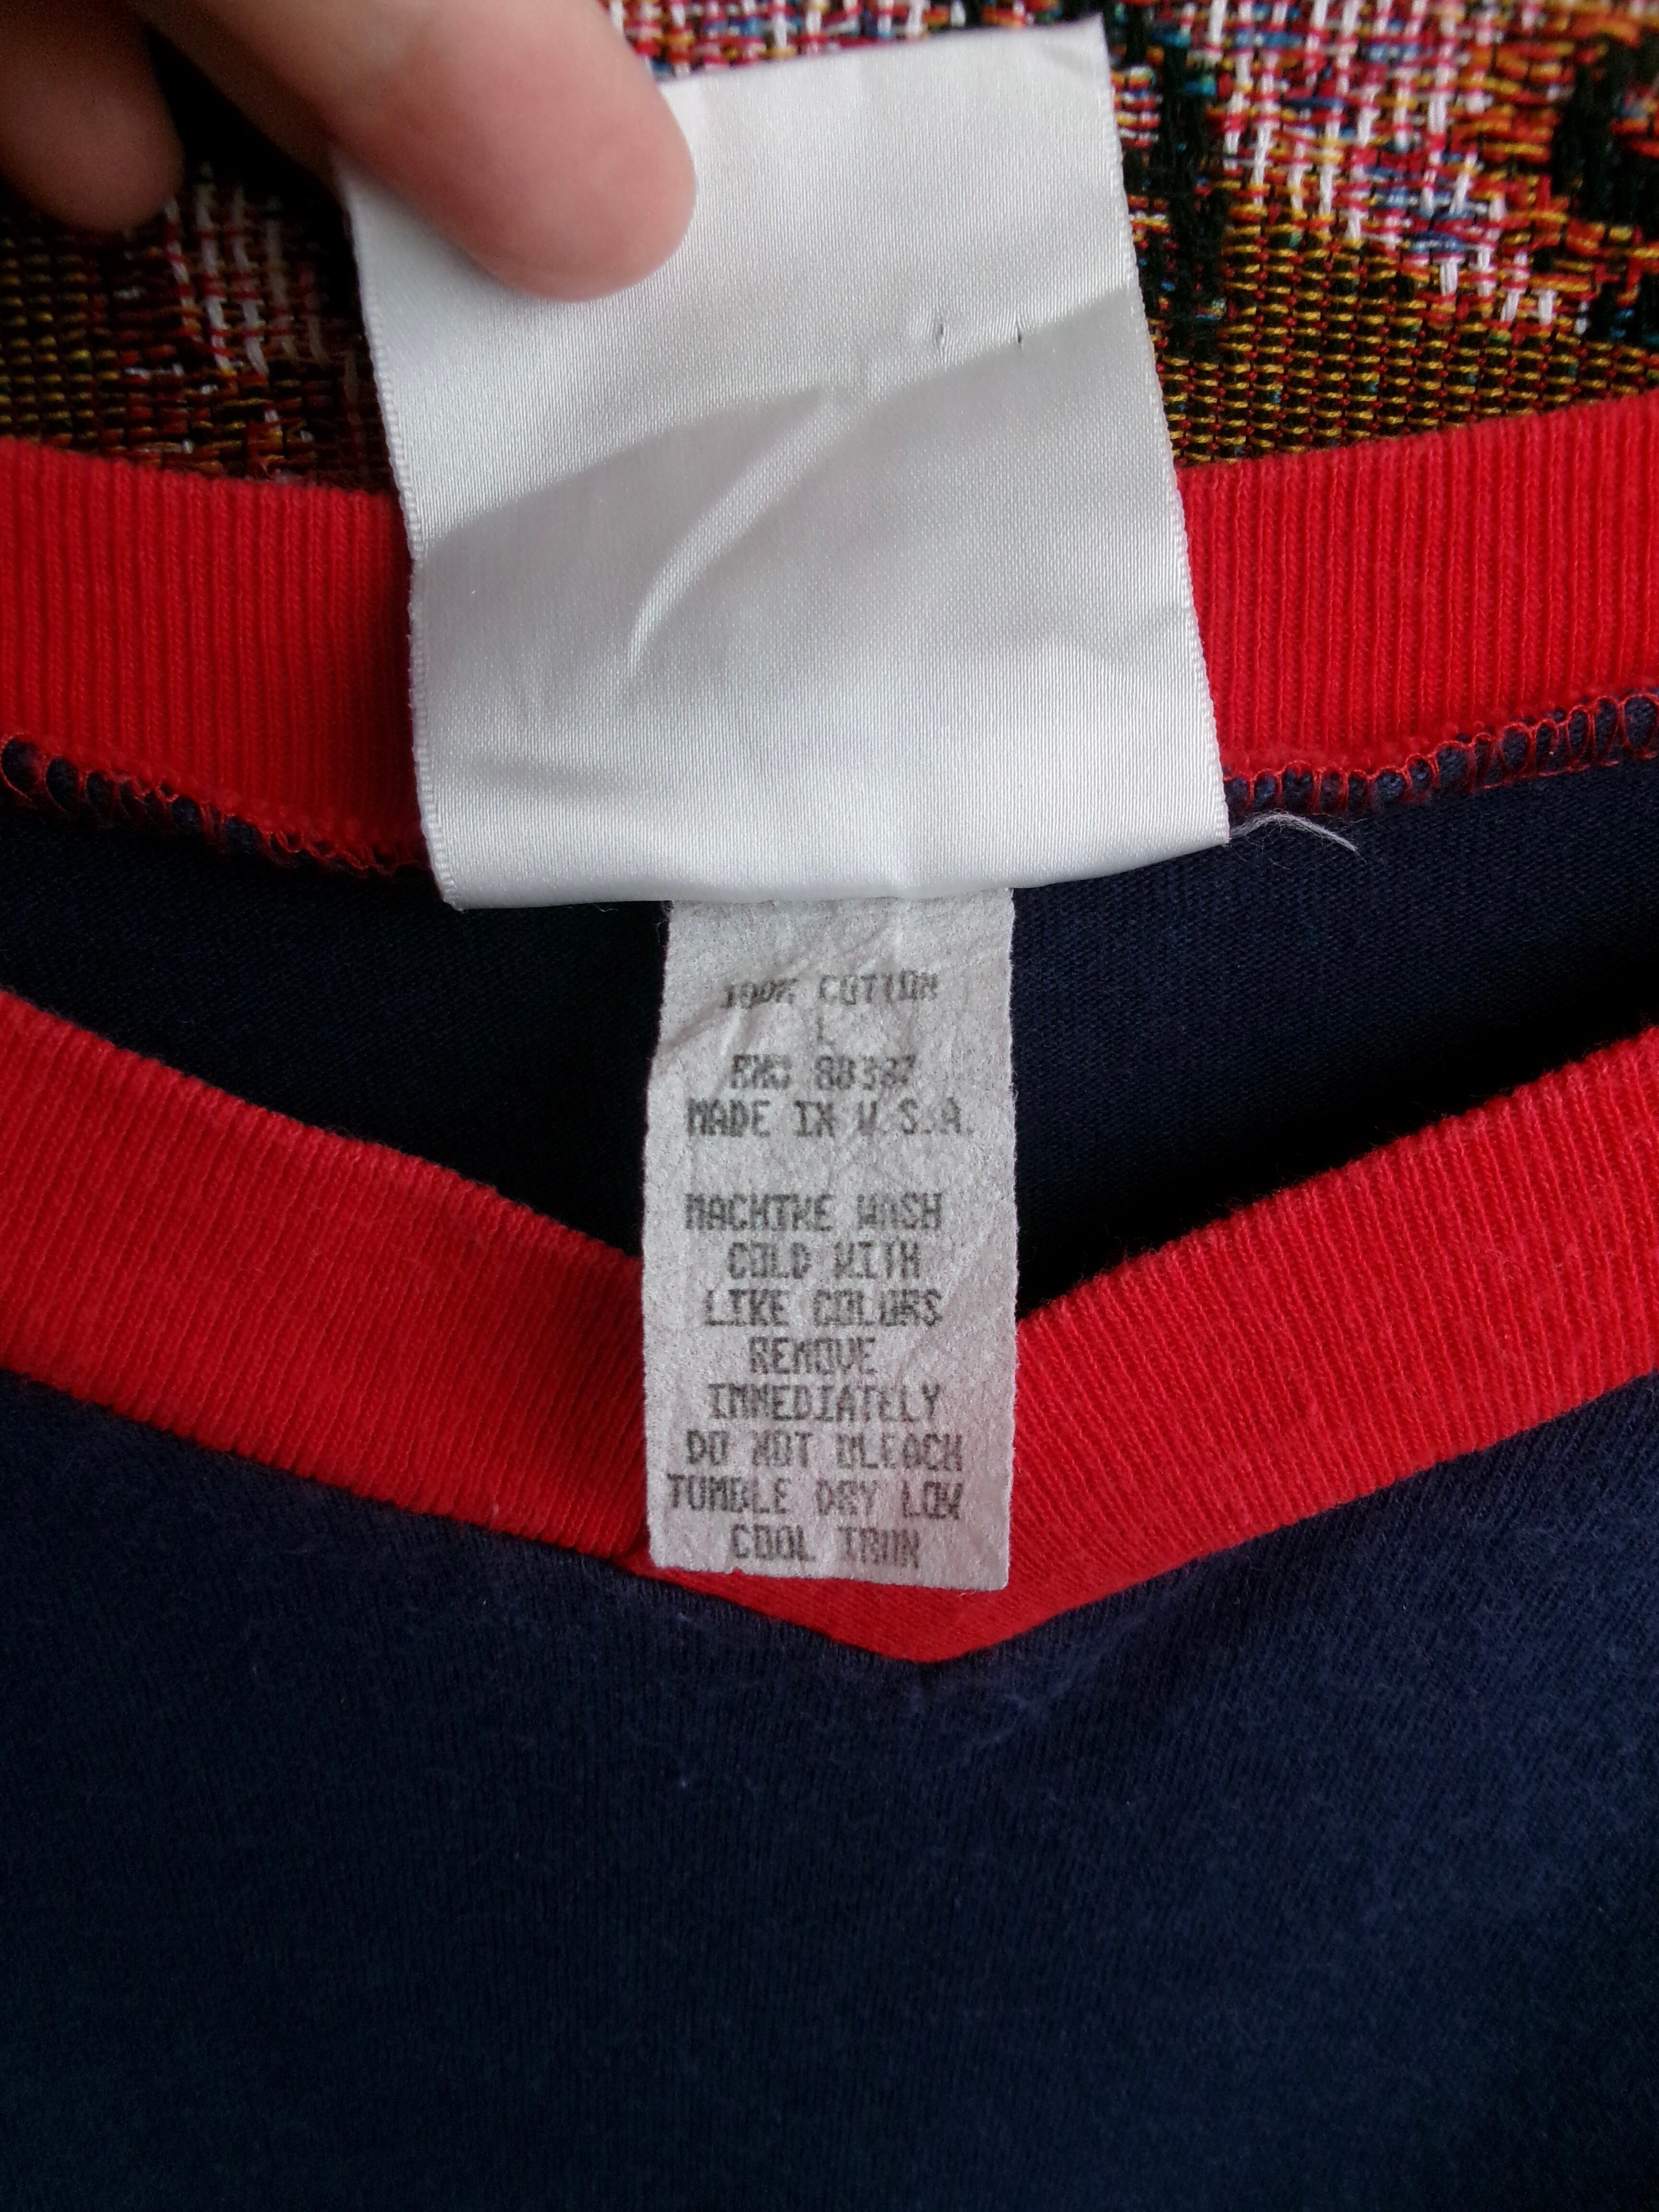 100% COTTON
L
RN# 88387
MADE IN U.S.A.
MACHINE WASH
COLD WITH
LIKE COLORS
REMOVE
IMMEDIATELY
DO NOT BLEACH
TUMBLE DRY LOW
COOL IRON